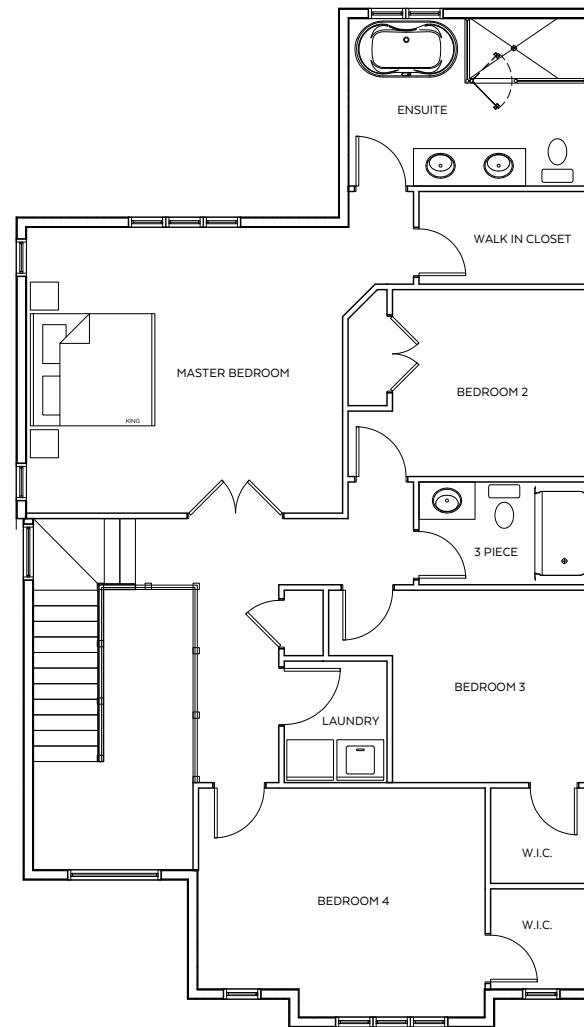 ENSUITE
WALK IN CLOSET
MASTER BEDROOM
BEDROOM 2
KING
3 PIECE
BEDROOM 3
LAUNDRY
W.I.C.
BEDROOM 4
W.I.C.